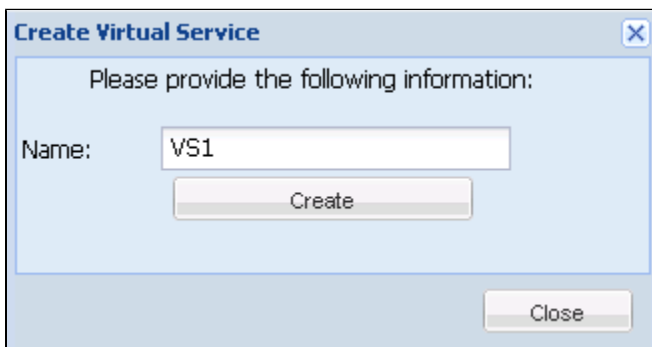 Create Virtual Service
Please provide the following information:
Name: VS1
Create
Close